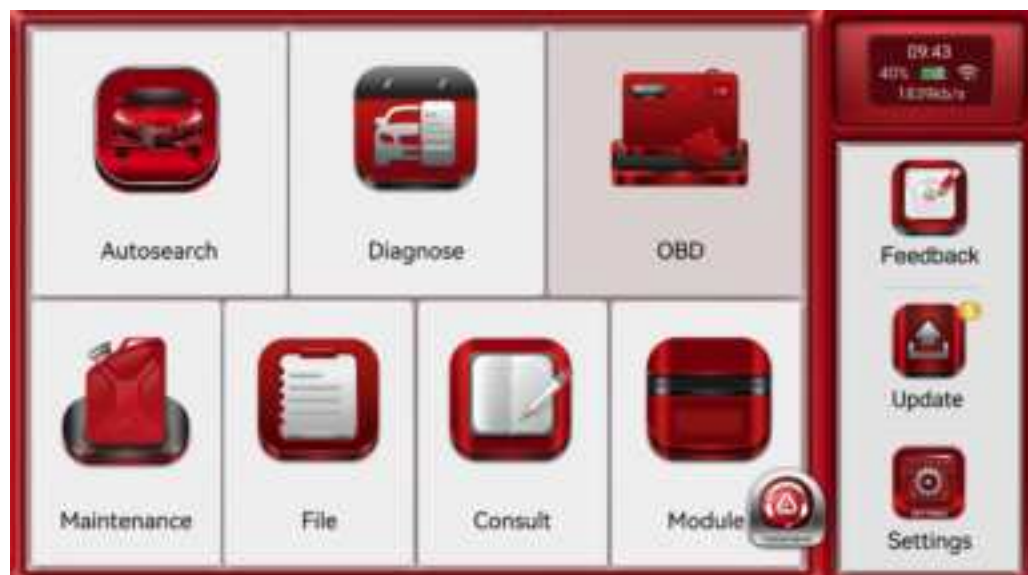 Autosearch
Diagnose
OBD
Maintenance
File
Consult
Module
09:43
40%
Feedback
Update
Settings